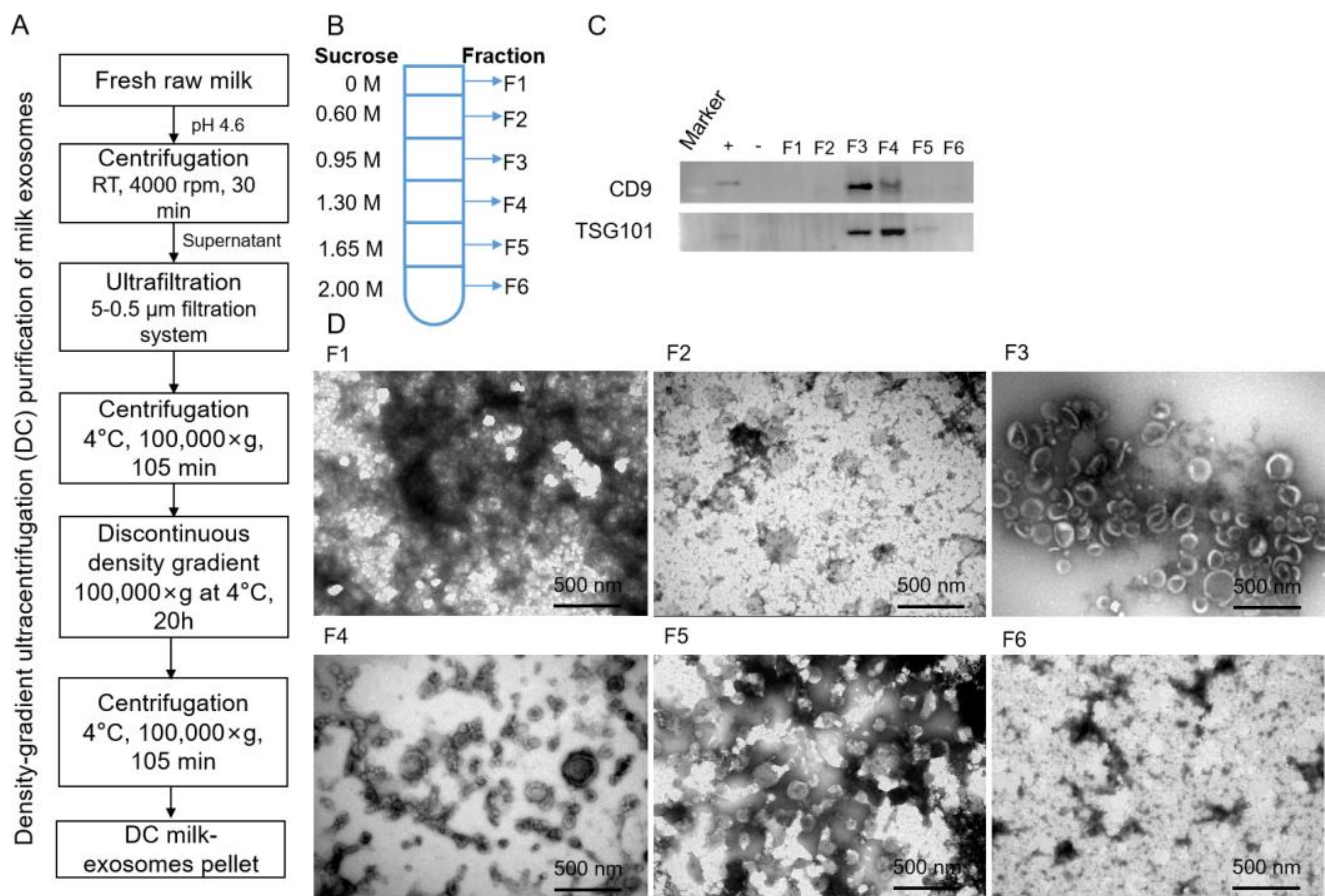 A
Density-gradient ultracentrifugation (DC) purification of milk exosomes
Fresh raw milk
pH 4.6
Centrifugation
RT, 4000 rpm, 30
min
Supernatant
Ultrafiltration
5-0.5 µm filtration
system
Centrifugation
4°C, 100,000×g,
105 min
Discontinuous
density gradient
100,000×g at 4°C,
20h
Centrifugation
4°C, 100,000×g,
105 min
DC milk-
exosomes pellet
B
Sucrose Fraction
0 M F1
0.60 M F2
0.95 M F3
1.30 M F4
1.65 M F5
2.00 M F6
C
Marker + - F1 F2 F3 F4 F5 F6
CD9
TSG101
D
F1 F2 F3
500 nm 500 nm 500 nm
F4 F5 F6
500 nm 500 nm 500 nm